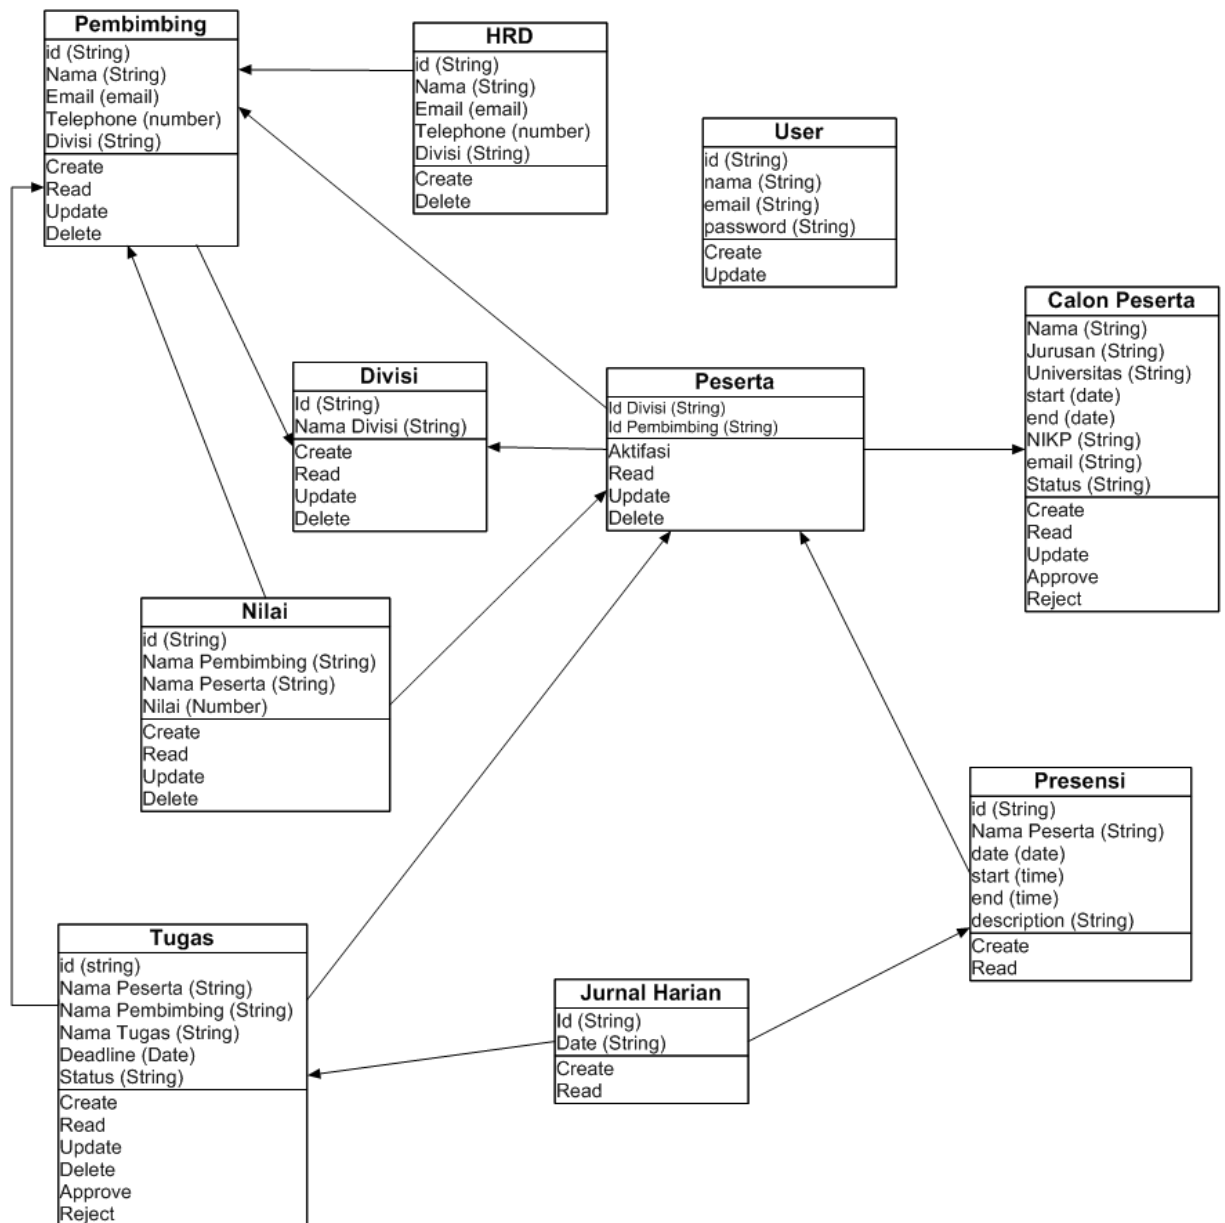 Pembimbing
id (String)
Nama (String)
Email (email)
Telephone (number)
Divisi (String)
Create
Read
Update
Delete
HRD
id (String)
Nama (String)
Email (email)
Telephone (number)
Divisi (String)
Create
Delete
User
id (String)
nama (String)
email (String)
password (String)
Create
Update
Calon Peserta
Nama (String)
Jurusan (String)
Universitas (String)
start (date)
end (date)
NIKP (String)
email (String)
Status (String)
Create
Read
Update
Approve
Reject
Divisi
Id (String)
Nama Divisi (String)
Create
Read
Update
Delete
Peserta
Id Divisi (String)
Id Pembimbing (String)
Aktifasi
Read
Update
Delete
Nilai
id (String)
Nama Pembimbing (String)
Nama Peserta (String)
Nilai (Number)
Create
Read
Update
Delete
Presensi
id (String)
Nama Peserta (String)
date (date)
start (time)
end (time)
description (String)
Create
Read
Tugas
id (string)
Nama Peserta (String)
Nama Pembimbing (String)
Nama Tugas (String)
Deadline (Date)
Status (String)
Create
Read
Update
Delete
Approve
Reject
Jurnal Harian
Id (String)
Date (String)
Create
Read